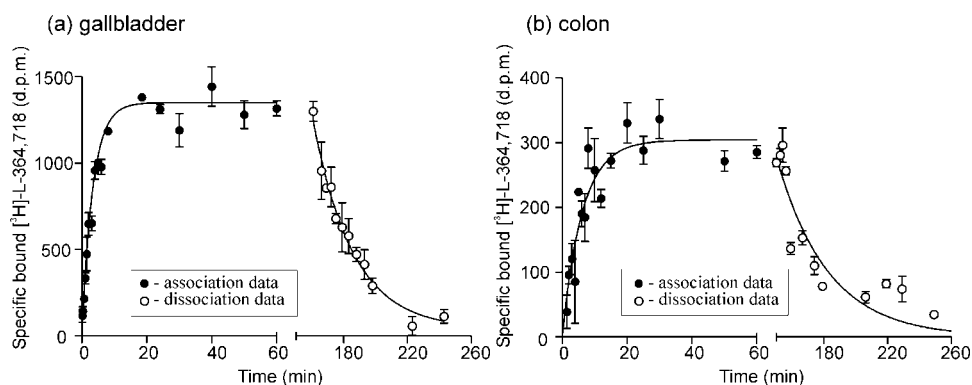 (a) gallbladder
Specific bound [³H]-L-364,718 (d.p.m.)
1500
1000
500
0
● - association data
○ - dissociation data
0 20 40 60 180 220 260
Time (min)
(b) colon
Specific bound [³H]-L-364,718 (d.p.m.)
400
300
200
100
0
● - association data
○ - dissociation data
0 20 40 60 180 220 260
Time (min)